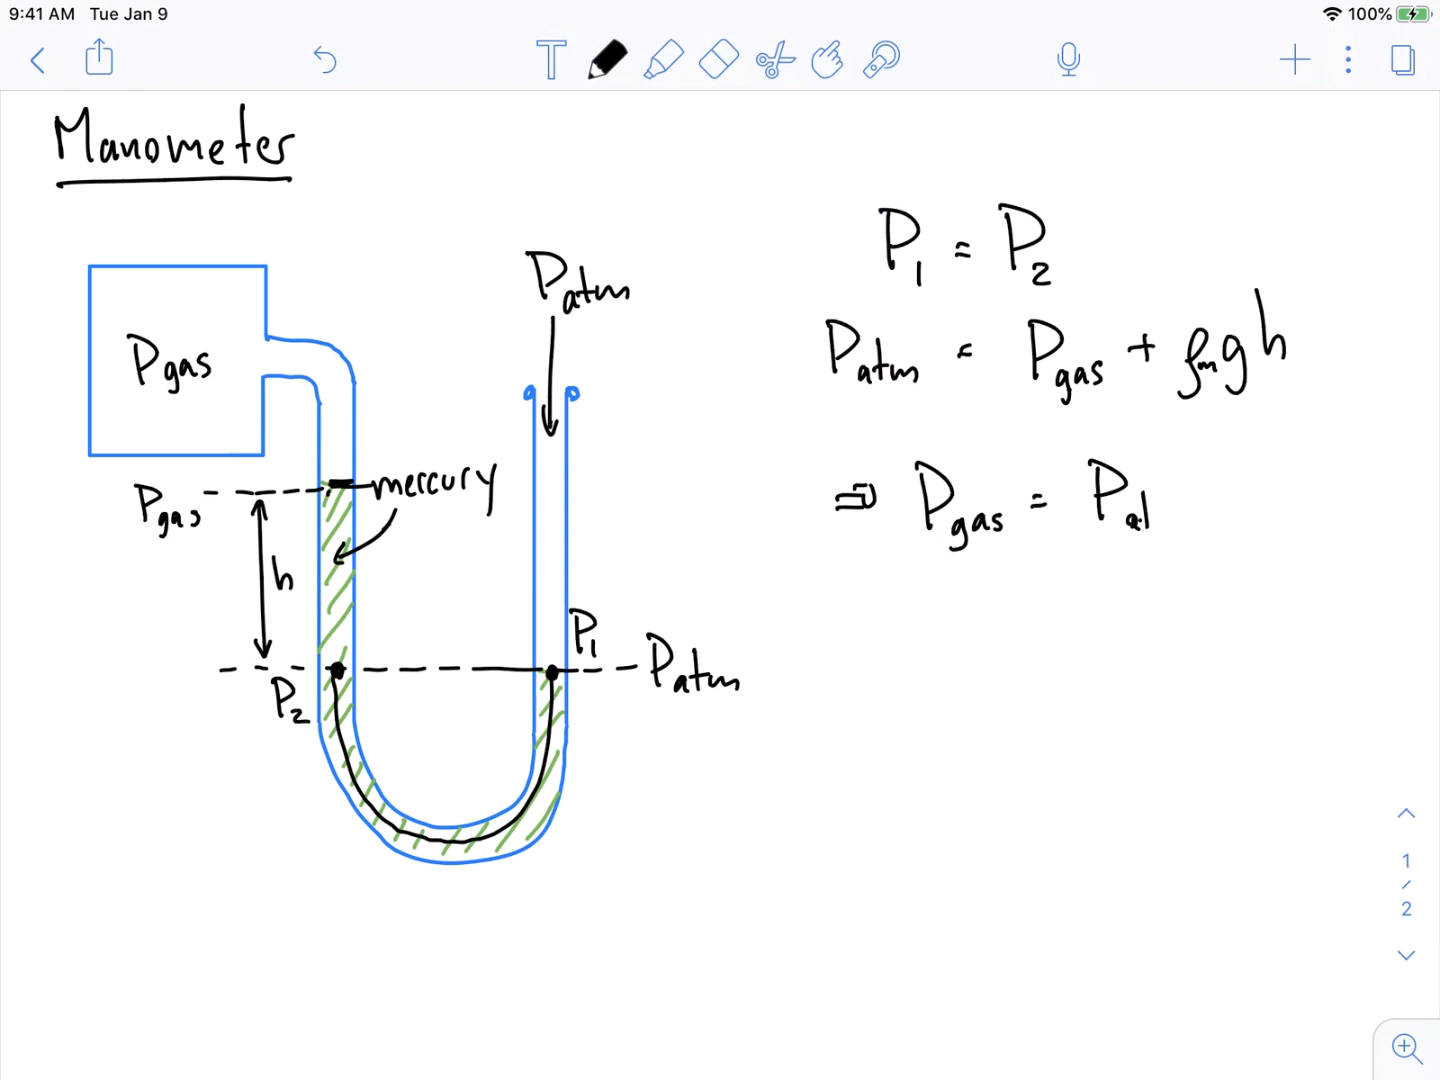 9:41 AM Tue Jan 9
100%
Manometer
P₁ = P₂
Patm
Patm = Pgas + ρₘgh
Pgas
mercury
Pgas
⇒ Pgas = Pat
h
P₁
Patm
P₂
1
/
2